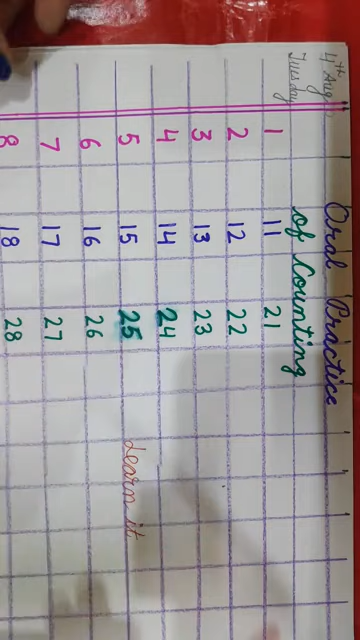 4th Aug
Tuesday
Oral Practice
of Counting
1 11 21
2 12 22
3 13 23
4 14 24
5 15 25
6 16 26
7 17 27
8 18 28
Learn it